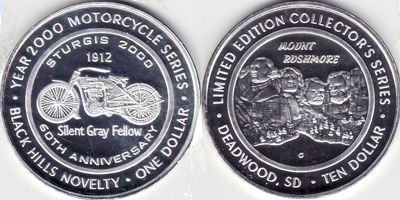 YEAR 2000 MOTORCYCLE SERIES
STURGIS 2000
1912
Silent Gray Fellow
60TH ANNIVERSARY
• BLACK HILLS NOVELTY • ONE DOLLAR •
LIMITED EDITION COLLECTOR'S SERIES
MOUNT
RUSHMORE
G
• DEADWOOD, SD • TEN DOLLAR •